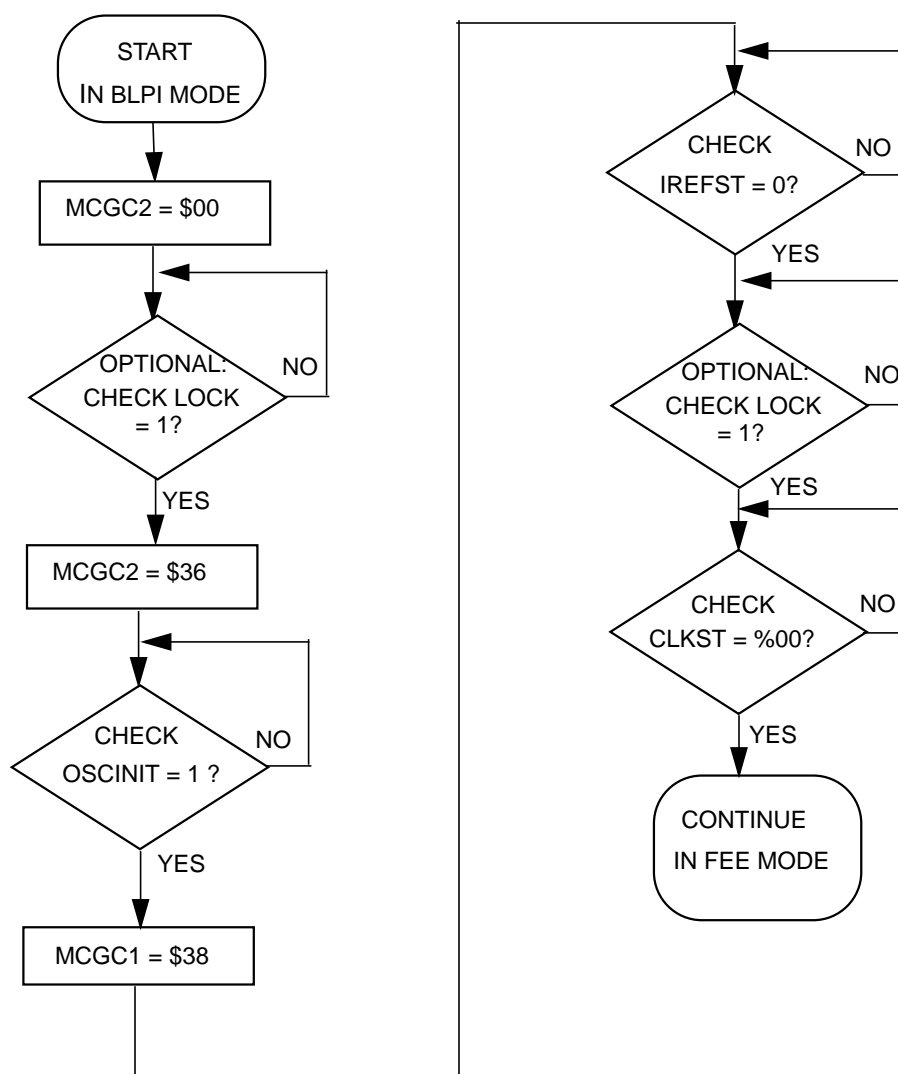 START
IN BLPI MODE
MCGC2 = $00
OPTIONAL:
CHECK LOCK
= 1?
NO
YES
MCGC2 = $36
CHECK
OSCINIT = 1 ?
NO
YES
MCGC1 = $38
CHECK
IREFST = 0?
NO
YES
OPTIONAL:
CHECK LOCK
= 1?
NO
YES
CHECK
CLKST = %00?
NO
YES
CONTINUE
IN FEE MODE